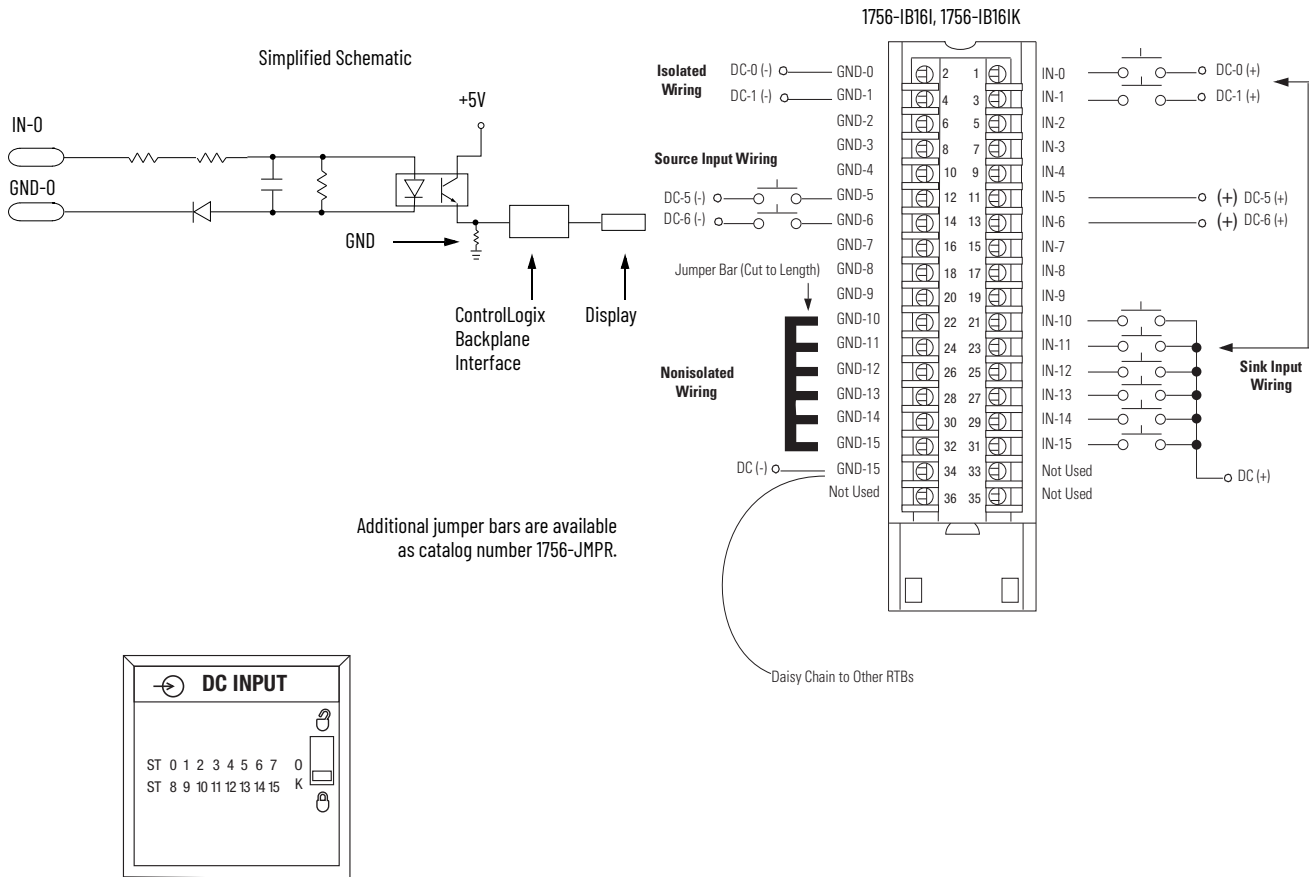 1756-IB16I, 1756-IB16IK
Simplified Schematic
+5V
IN-0
GND-0
GND
ControlLogix
Backplane
Interface
Display
Isolated
Wiring
DC-0 (-)
DC-1 (-)
Source Input Wiring
DC-5 (-)
DC-6 (-)
Jumper Bar (Cut to Length)
Nonisolated
Wiring
DC (-)
GND-0 2 1 IN-0 DC-0 (+)
GND-1 4 3 IN-1 DC-1 (+)
GND-2 6 5 IN-2
GND-3 8 7 IN-3
GND-4 10 9 IN-4
GND-5 12 11 IN-5 (+) DC-5 (+)
GND-6 14 13 IN-6 (+) DC-6 (+)
GND-7 16 15 IN-7
GND-8 18 17 IN-8
GND-9 20 19 IN-9
GND-10 22 21 IN-10
GND-11 24 23 IN-11
GND-12 26 25 IN-12
GND-13 28 27 IN-13
GND-14 30 29 IN-14
GND-15 32 31 IN-15
GND-15 34 33 Not Used
Not Used 36 35 Not Used
Sink Input
Wiring
DC (+)
Additional jumper bars are available
as catalog number 1756-JMPR.
Daisy Chain to Other RTBs
DC INPUT
ST 0 1 2 3 4 5 6 7 O
ST 8 9 10 11 12 13 14 15 K